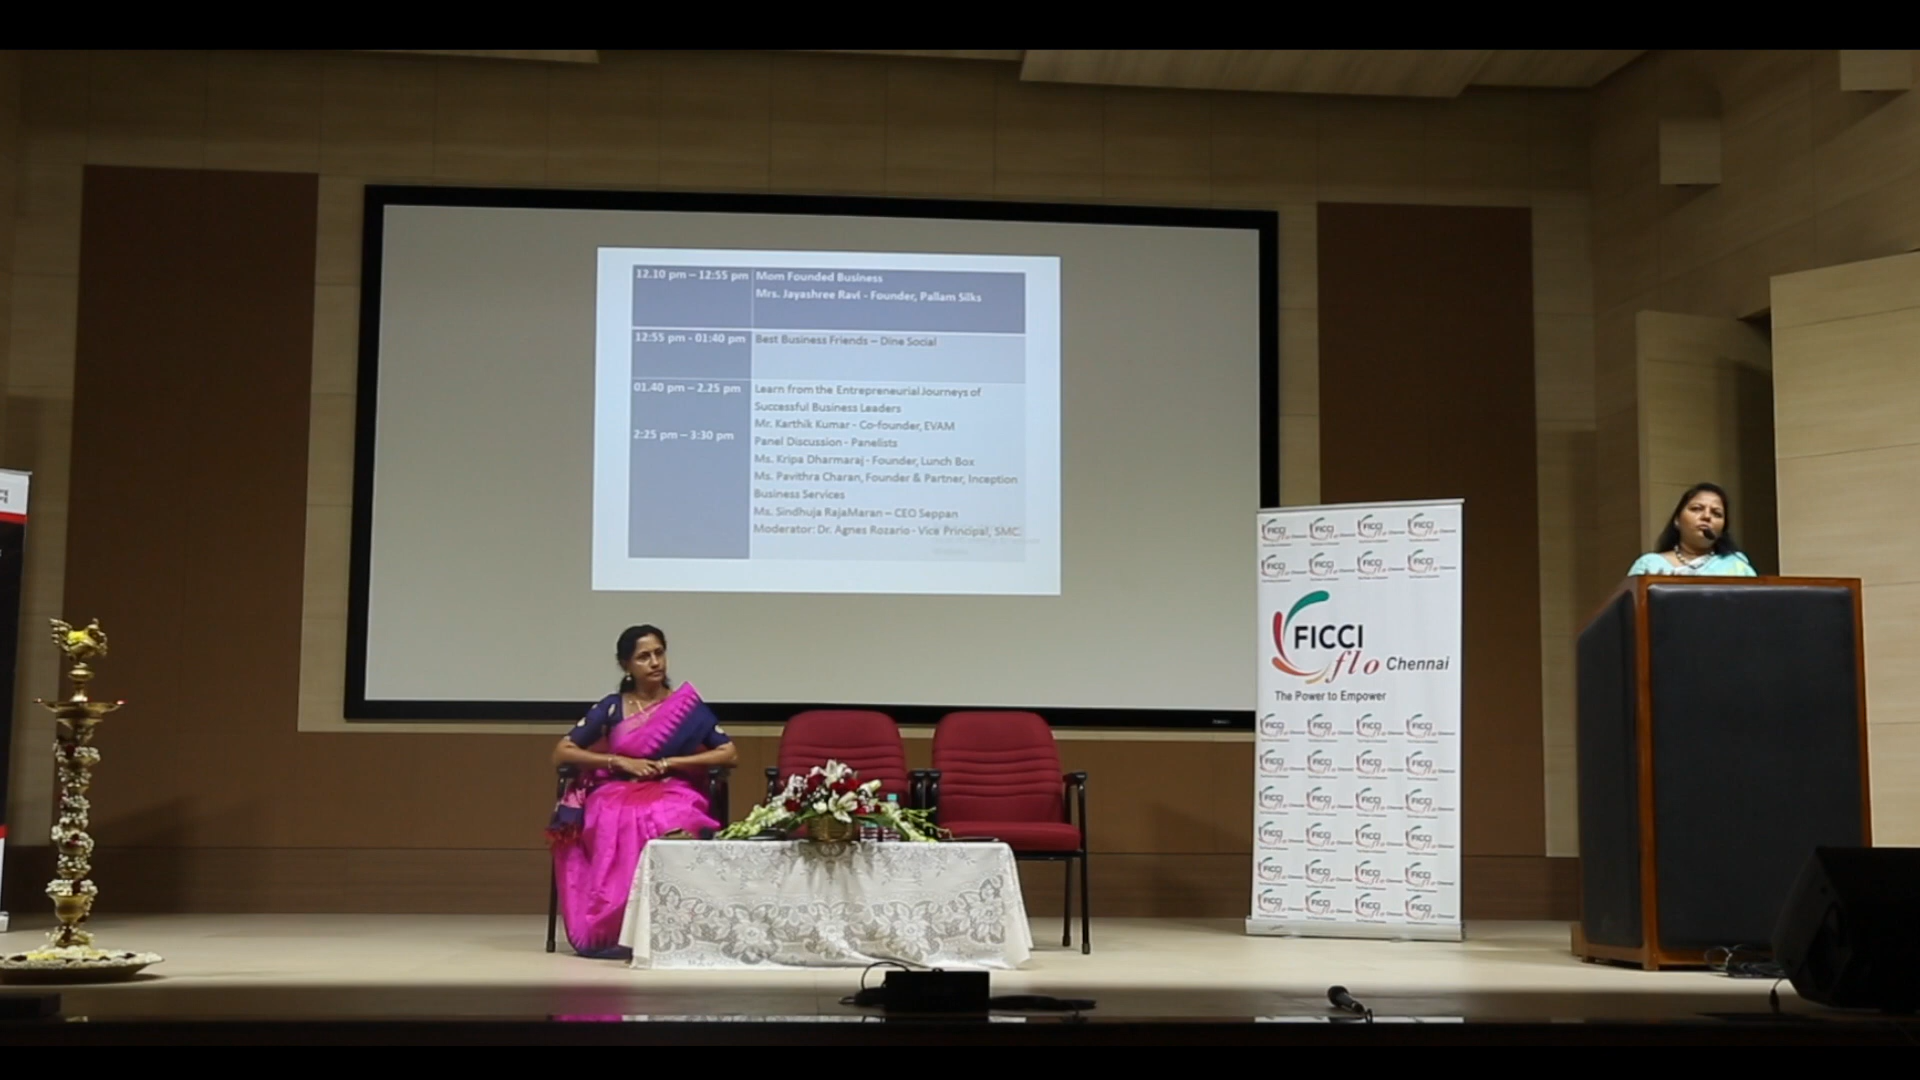 12.10 pm – 12:55 pm
Mom Founded Business
Mrs. Jayashree Ravi - Founder, Pallam Silks
12:55 pm - 01:40 pm
Best Business Friends – Dine Social
01.40 pm – 2.25 pm
Learn from the Entrepreneurial Journeys of
Successful Business Leaders
Mr. Karthik Kumar - Co-founder, EVAM
2:25 pm – 3:30 pm
Panel Discussion - Panelists
Ms. Kripa Dharmaraj - Founder, Lunch Box
Ms. Pavithra Charan, Founder & Partner, Inception
Business Services
Ms. Sindhuja RajaMaran – CEO Seppan
Moderator: Dr. Agnes Rozario - Vice Principal, SMC.
FICCI
flo Chennai
The Power to Empower